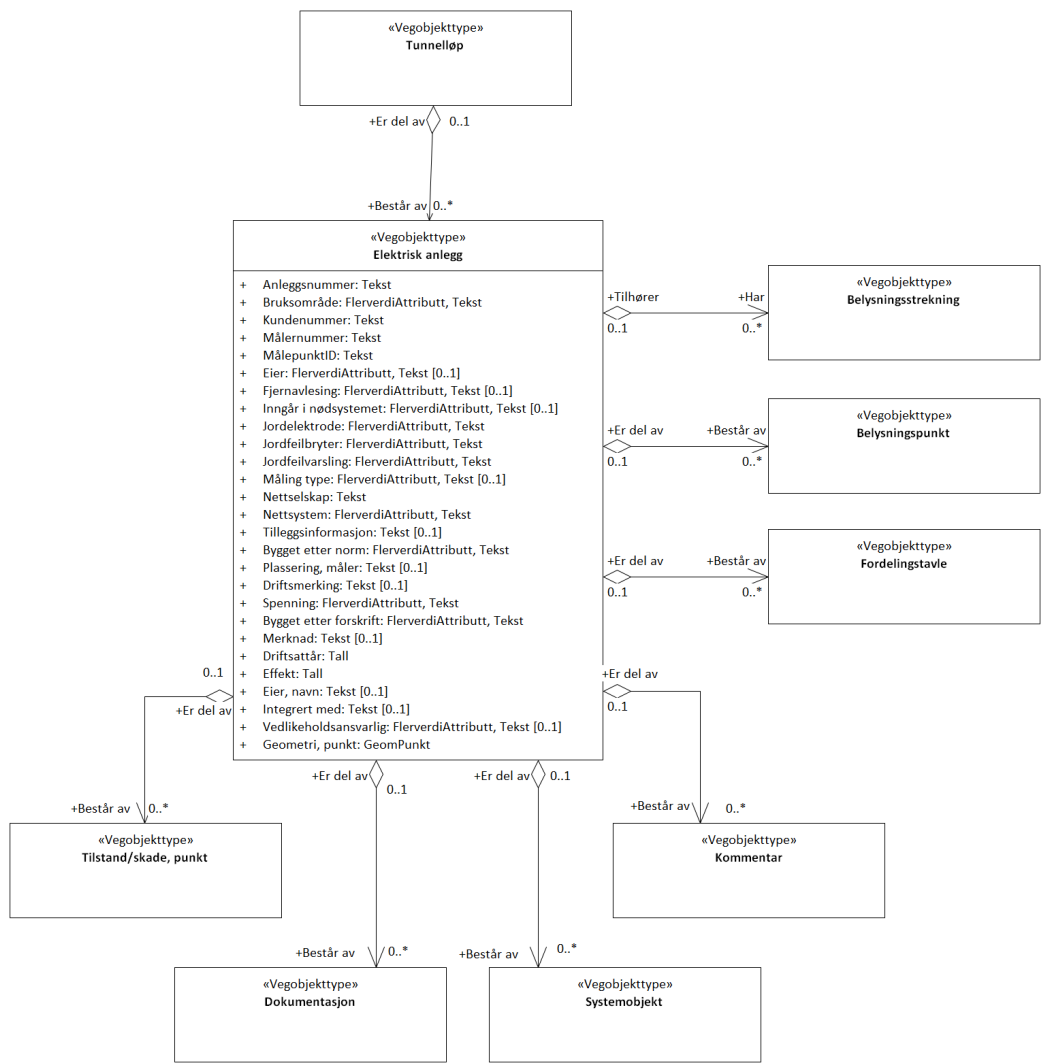 «Vegobjekttype»
Tunnelløp
+Er del av
0..1
+Består av
0..*
«Vegobjekttype»
Elektrisk anlegg
+ Anleggsnummer: Tekst
+ Bruksområde: FlerverdiAttributt, Tekst
+ Kundenummer: Tekst
+ Målernummer: Tekst
+ MålepunktID: Tekst
+ Eier: FlerverdiAttributt, Tekst [0..1]
+ Fjernavlesing: FlerverdiAttributt, Tekst [0..1]
+ Inngår i nødsystemet: FlerverdiAttributt, Tekst [0..1]
+ Jordelektrode: FlerverdiAttributt, Tekst
+ Jordfeilbryter: FlerverdiAttributt, Tekst
+ Jordfeilvarsling: FlerverdiAttributt, Tekst
+ Måling type: FlerverdiAttributt, Tekst [0..1]
+ Nettselskap: Tekst
+ Nettsystem: FlerverdiAttributt, Tekst
+ Tilleggsinformasjon: Tekst [0..1]
+ Bygget etter norm: FlerverdiAttributt, Tekst
+ Plassering, måler: Tekst [0..1]
+ Driftsmerking: Tekst [0..1]
+ Spenning: FlerverdiAttributt, Tekst
+ Bygget etter forskrift: FlerverdiAttributt, Tekst
+ Merknad: Tekst [0..1]
+ Driftsattår: Tall
+ Effekt: Tall
+ Eier, navn: Tekst [0..1]
+ Integrert med: Tekst [0..1]
+ Vedlikeholdsansvarlig: FlerverdiAttributt, Tekst [0..1]
+ Geometri, punkt: GeomPunkt
+Tilhører
0..1
+Har
0..*
«Vegobjekttype»
Belysningsstrekning
+Er del av
0..1
+Består av
0..*
«Vegobjekttype»
Belysningspunkt
+Er del av
0..1
+Består av
0..*
«Vegobjekttype»
Fordelingstavle
+Er del av
0..1
+Består av
0..*
«Vegobjekttype»
Kommentar
0..1
+Er del av
+Består av
0..*
«Vegobjekttype»
Tilstand/skade, punkt
+Er del av
0..1
+Består av
0..*
«Vegobjekttype»
Dokumentasjon
+Er del av
0..1
+Består av
0..*
«Vegobjekttype»
Systemobjekt